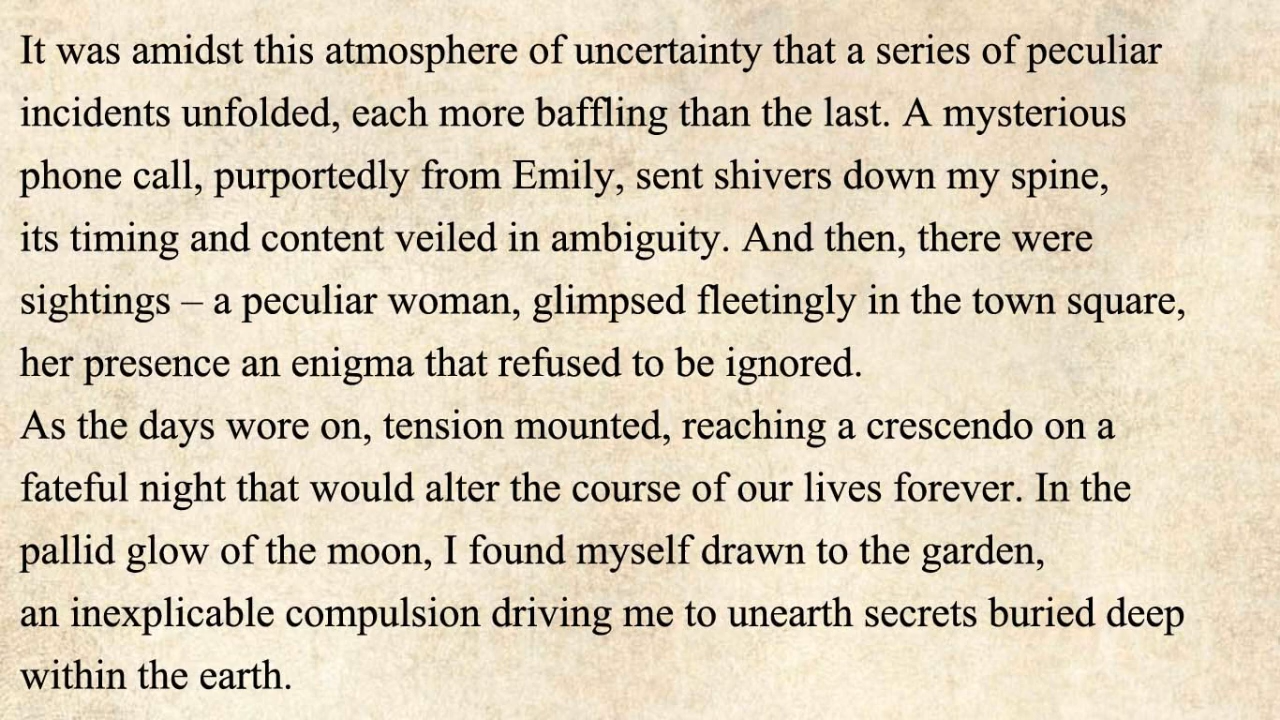 It was amidst this atmosphere of uncertainty that a series of peculiar
incidents unfolded, each more baffling than the last. A mysterious
phone call, purportedly from Emily, sent shivers down my spine,
its timing and content veiled in ambiguity. And then, there were
sightings – a peculiar woman, glimpsed fleetingly in the town square,
her presence an enigma that refused to be ignored.
As the days wore on, tension mounted, reaching a crescendo on a
fateful night that would alter the course of our lives forever. In the
pallid glow of the moon, I found myself drawn to the garden,
an inexplicable compulsion driving me to unearth secrets buried deep
within the earth.